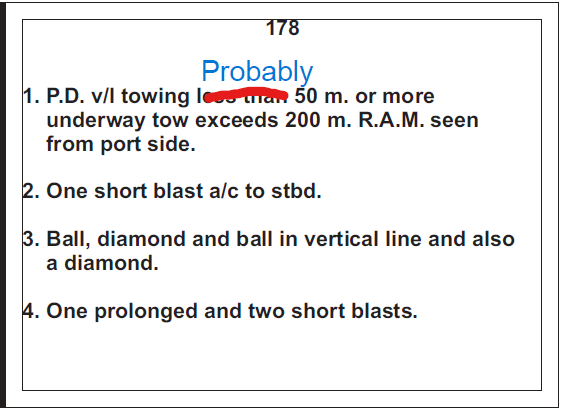 178
Probably
1. P.D. v/l towing less than 50 m. or more
underway tow exceeds 200 m. R.A.M. seen
from port side.
2. One short blast a/c to stbd.
3. Ball, diamond and ball in vertical line and also
a diamond.
4. One prolonged and two short blasts.